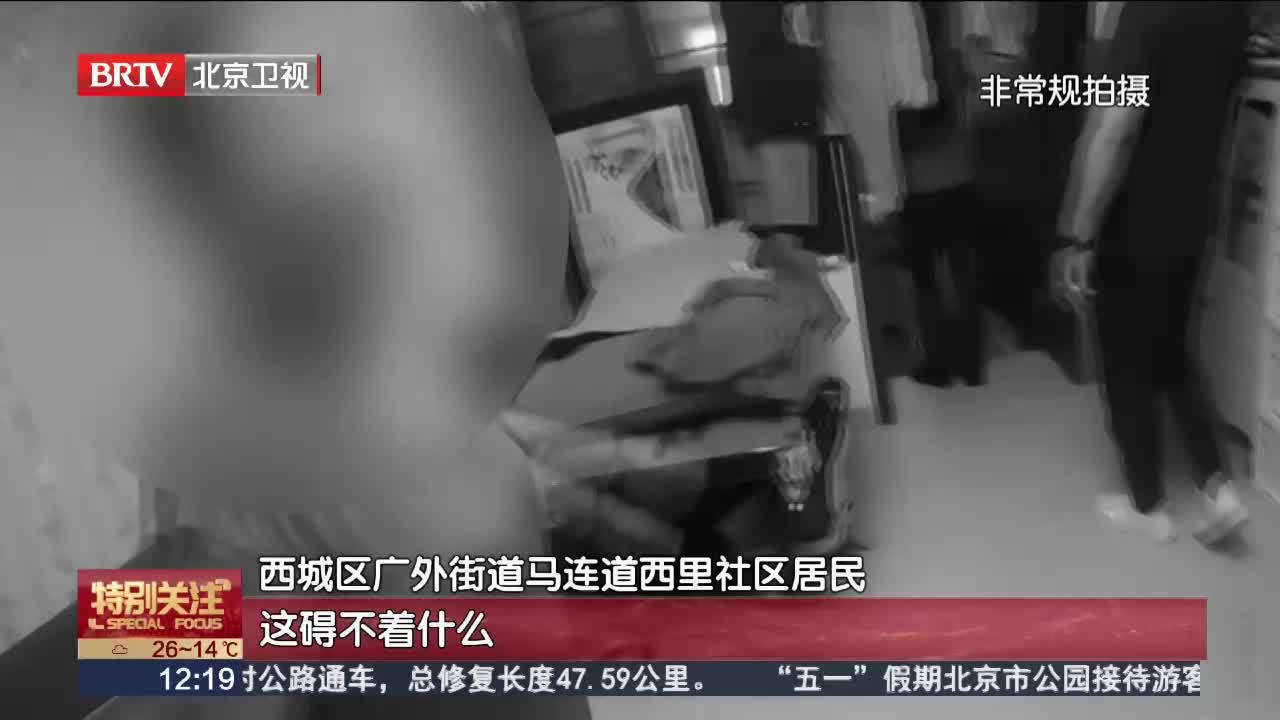 BRTV 北京卫视
非常规拍摄
西城区广外街道马连道西里社区居民
这碍不着什么
特别关注
SPECIAL FOCUS
26~14℃
12:19 时公路通车，总修复长度47.59公里。 “五一”假期北京市公园接待游客